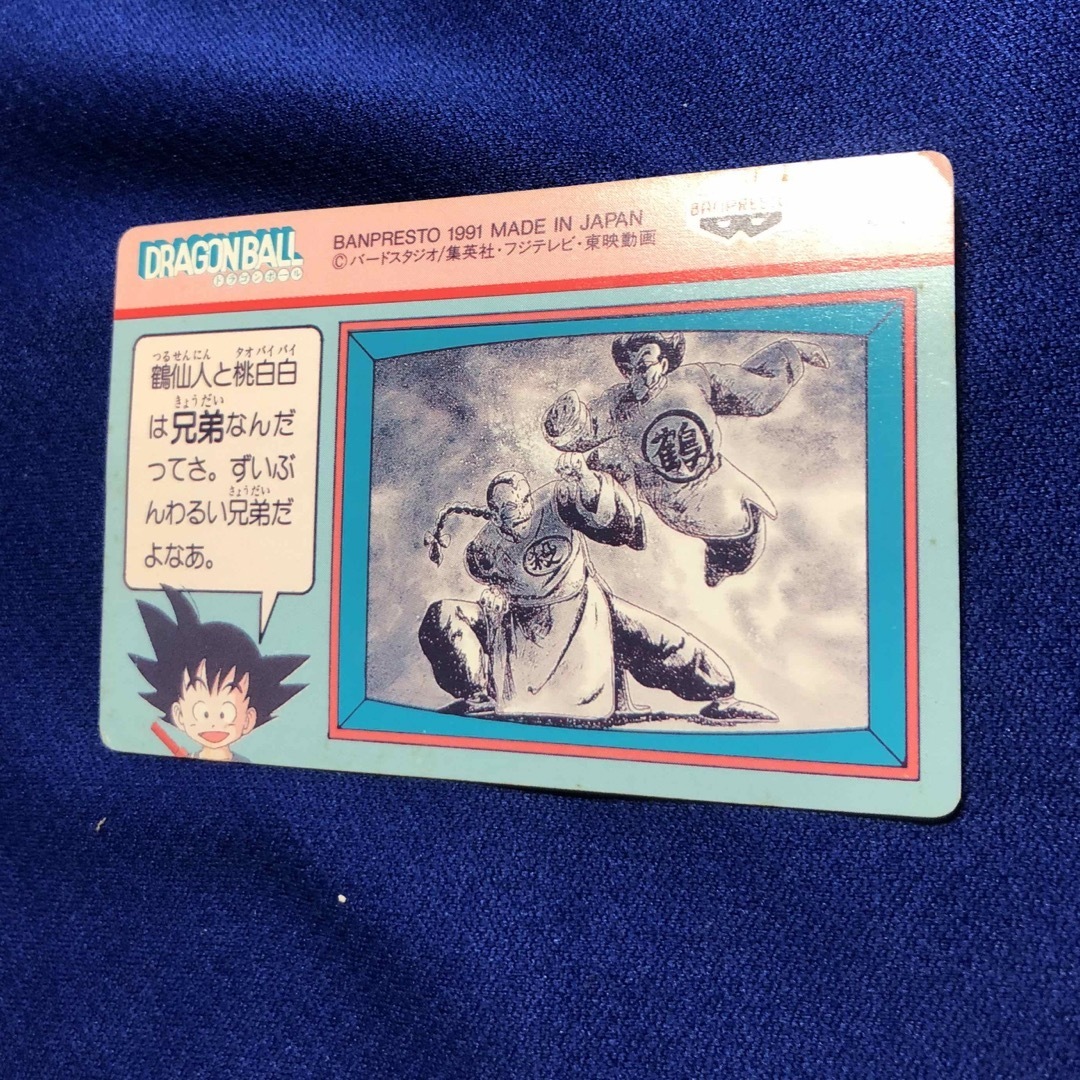 DRAGONBALL
ドラゴンボール
BANPRESTO 1991 MADE IN JAPAN
©バードスタジオ/集英社・フジテレビ・東映動画
BANPRESTO
つるせんにん タオパイパイ
鶴仙人と桃白白
きょうだい
は兄弟なんだ
ってさ。ずいぶ
きょうだい
んわるい兄弟だ
よなあ。
鶴
殺